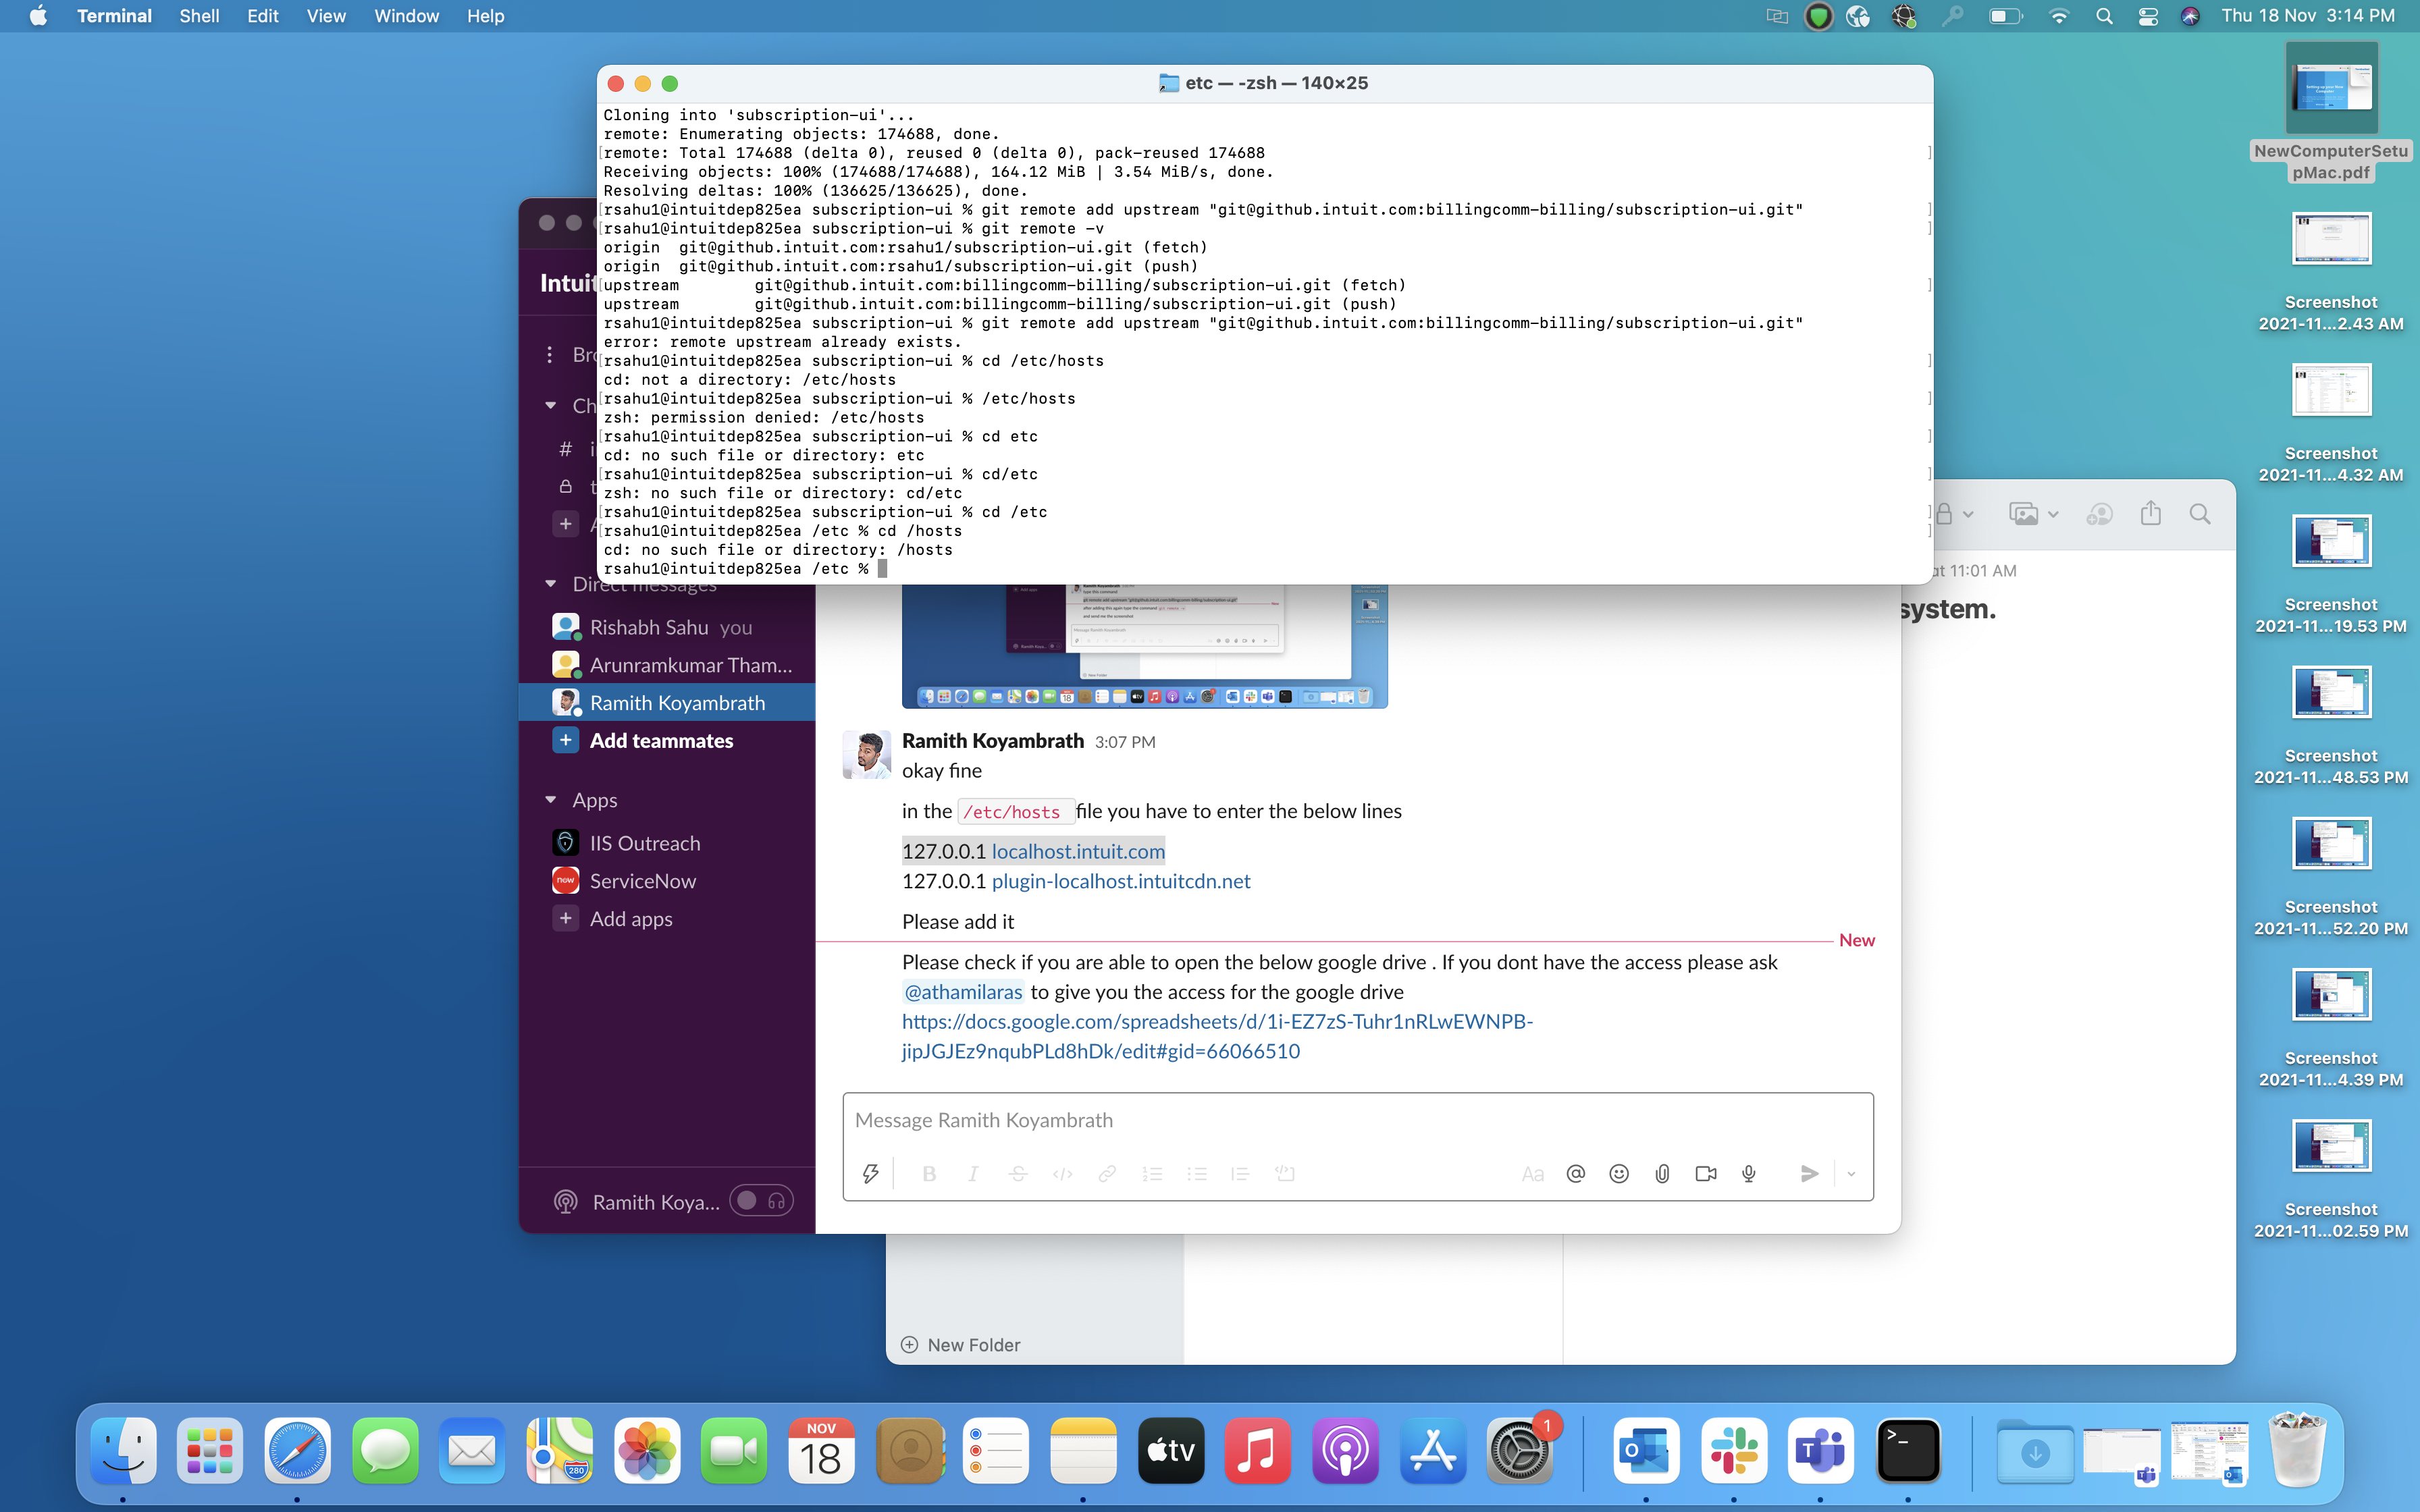 Terminal Shell Edit View Window Help
Thu 18 Nov 3:14 PM
etc — -zsh — 140×25
Cloning into 'subscription-ui'...
remote: Enumerating objects: 174688, done.
remote: Total 174688 (delta 0), reused 0 (delta 0), pack-reused 174688
Receiving objects: 100% (174688/174688), 164.12 MiB | 3.54 MiB/s, done.
Resolving deltas: 100% (136625/136625), done.
rsahu1@intuitdep825ea subscription-ui % git remote add upstream "git@github.intuit.com:billingcomm-billing/subscription-ui.git"
rsahu1@intuitdep825ea subscription-ui % git remote -v
origin git@github.intuit.com:rsahu1/subscription-ui.git (fetch)
origin git@github.intuit.com:rsahu1/subscription-ui.git (push)
upstream git@github.intuit.com:billingcomm-billing/subscription-ui.git (fetch)
upstream git@github.intuit.com:billingcomm-billing/subscription-ui.git (push)
rsahu1@intuitdep825ea subscription-ui % git remote add upstream "git@github.intuit.com:billingcomm-billing/subscription-ui.git"
error: remote upstream already exists.
rsahu1@intuitdep825ea subscription-ui % cd /etc/hosts
cd: not a directory: /etc/hosts
rsahu1@intuitdep825ea subscription-ui % /etc/hosts
zsh: permission denied: /etc/hosts
rsahu1@intuitdep825ea subscription-ui % cd etc
cd: no such file or directory: etc
rsahu1@intuitdep825ea subscription-ui % cd/etc
zsh: no such file or directory: cd/etc
rsahu1@intuitdep825ea subscription-ui % cd /etc
rsahu1@intuitdep825ea /etc % cd /hosts
cd: no such file or directory: /hosts
rsahu1@intuitdep825ea /etc %
Intuit
Bro
Ch
Direct messages
Rishabh Sahu you
Arunramkumar Tham...
Ramith Koyambrath
Add teammates
Apps
IIS Outreach
ServiceNow
Add apps
Ramith Koya...
Ramith Koyambrath 3:07 PM
okay fine
in the /etc/hosts file you have to enter the below lines
127.0.0.1 localhost.intuit.com
127.0.0.1 plugin-localhost.intuitcdn.net
Please add it
New
Please check if you are able to open the below google drive . If you dont have the access please ask
@athamilaras to give you the access for the google drive
https://docs.google.com/spreadsheets/d/1i-EZ7zS-Tuhr1nRLwEWNPB-
jipJGJEz9nqubPLd8hDk/edit#gid=66066510
Message Ramith Koyambrath
Aa
at 11:01 AM
system.
New Folder
NewComputerSetu
pMac.pdf
Screenshot
2021-11...2.43 AM
Screenshot
2021-11...4.32 AM
Screenshot
2021-11...19.53 PM
Screenshot
2021-11...48.53 PM
Screenshot
2021-11...52.20 PM
Screenshot
2021-11...4.39 PM
Screenshot
2021-11...02.59 PM
NOV
18
280
tv
1